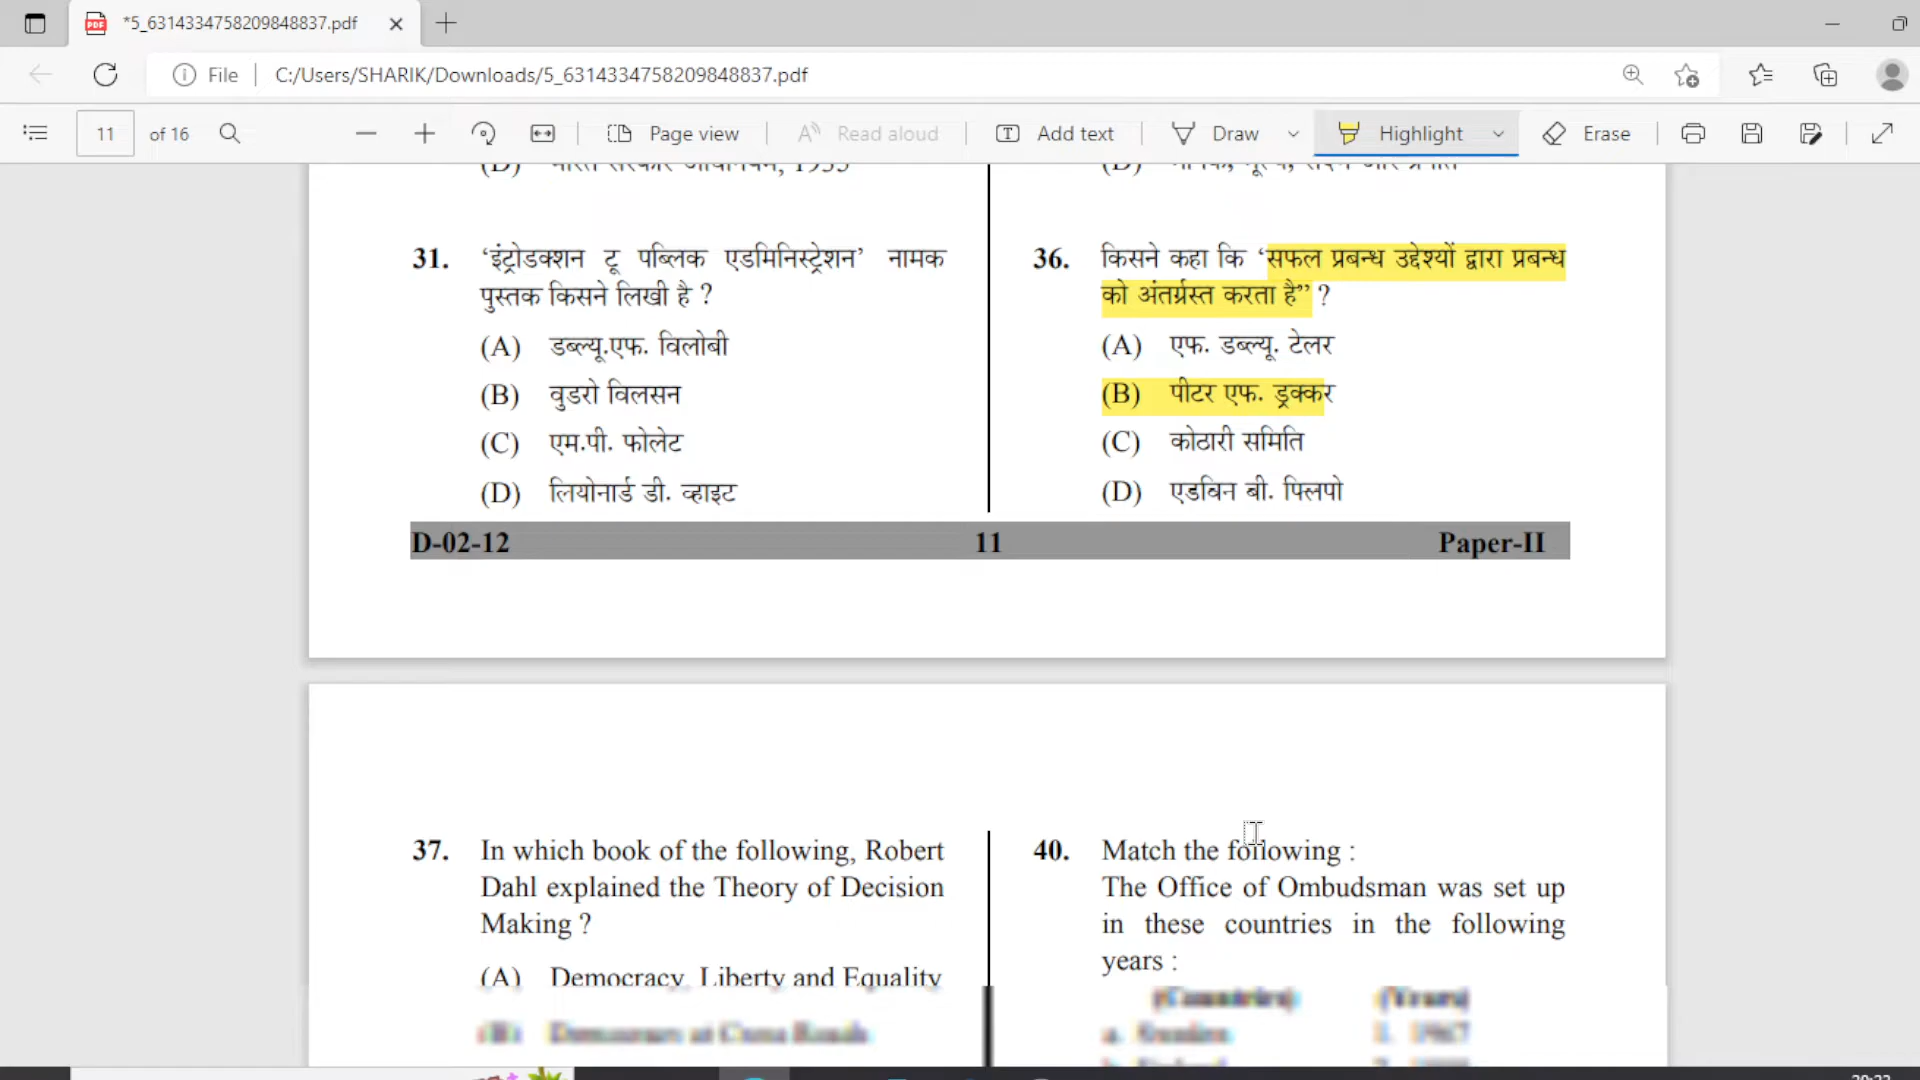 *5_6314334758209848837.pdf
File
C:/Users/SHARIK/Downloads/5_6314334758209848837.pdf
11 of 16
Page view
Read aloud
Add text
Draw
Highlight
Erase
31. ‘इंट्रोडक्शन टू पब्लिक एडमिनिस्ट्रेशन’ नामक
पुस्तक किसने लिखी है ?
(A) डब्ल्यू.एफ. विलोबी
(B) वुडरो विलसन
(C) एम.पी. फोलेट
(D) लियोनार्ड डी. व्हाइट
36. किसने कहा कि ‘सफल प्रबन्ध उद्देश्यों द्वारा प्रबन्ध
को अंतर्ग्रस्त करता है” ?
(A) एफ. डब्ल्यू. टेलर
(B) पीटर एफ. ड्रक्कर
(C) कोठारी समिति
(D) एडविन बी. फ्लिपो
D-02-12 11 Paper-II
37. In which book of the following, Robert
Dahl explained the Theory of Decision
Making ?
(A) Democracy, Liberty and Equality
40. Match the following :
The Office of Ombudsman was set up
in these countries in the following
years :
(Countries) (Years)